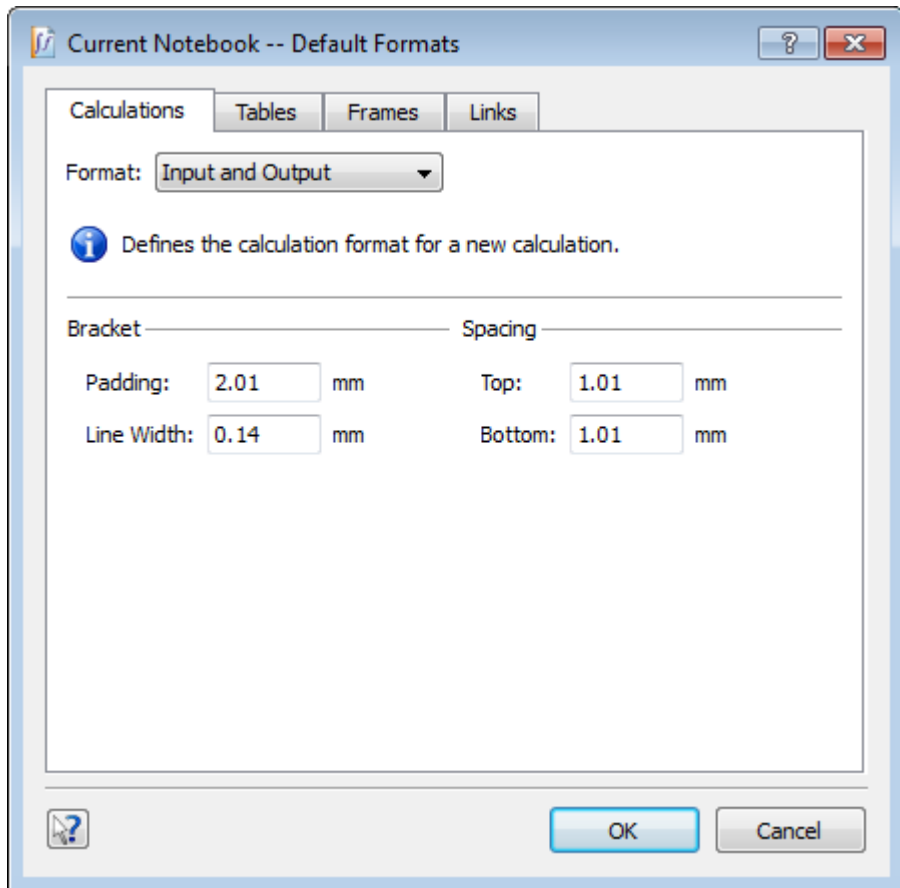 Current Notebook -- Default Formats
Calculations Tables Frames Links
Format: Input and Output
Defines the calculation format for a new calculation.
Bracket Spacing
Padding: 2.01 mm Top: 1.01 mm
Line Width: 0.14 mm Bottom: 1.01 mm
OK Cancel